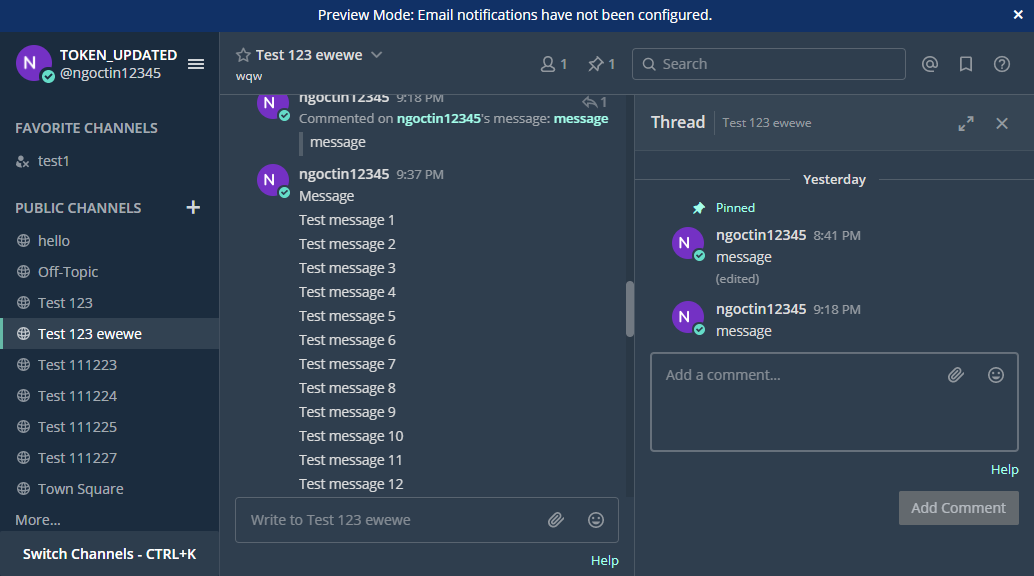 Preview Mode: Email notifications have not been configured.
N
TOKEN_UPDATED
@ngoctin12345
FAVORITE CHANNELS
test1
PUBLIC CHANNELS
hello
Off-Topic
Test 123
Test 123 ewewe
Test 111223
Test 111224
Test 111225
Test 111227
Town Square
More...
Switch Channels - CTRL+K
Test 123 ewewe
wqw
1
1
Search
N
ngoctin12345 9:18 PM
1
Commented on ngoctin12345's message: message
message
N
ngoctin12345 9:37 PM
Message
Test message 1
Test message 2
Test message 3
Test message 4
Test message 5
Test message 6
Test message 7
Test message 8
Test message 9
Test message 10
Test message 11
Test message 12
Write to Test 123 ewewe
Help
Thread Test 123 ewewe
Yesterday
Pinned
N
ngoctin12345 8:41 PM
message
(edited)
N
ngoctin12345 9:18 PM
message
Add a comment...
Help
Add Comment